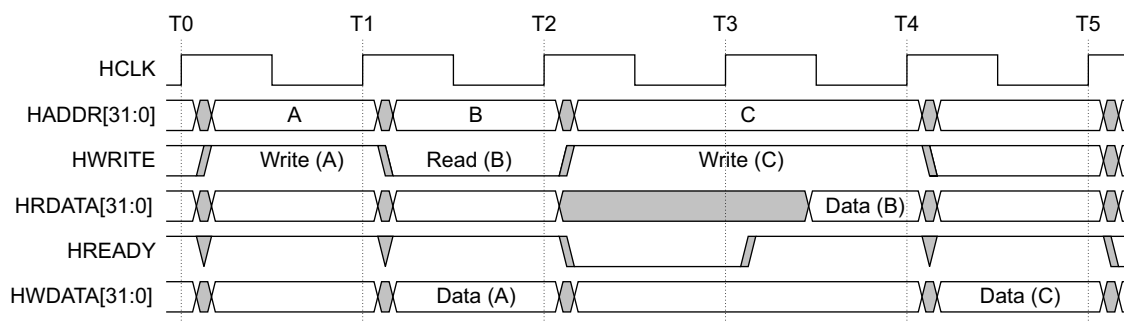 T0 T1 T2 T3 T4 T5
HCLK
HADDR[31:0] A B C
HWRITE Write (A) Read (B) Write (C)
HRDATA[31:0] Data (B)
HREADY
HWDATA[31:0] Data (A) Data (C)